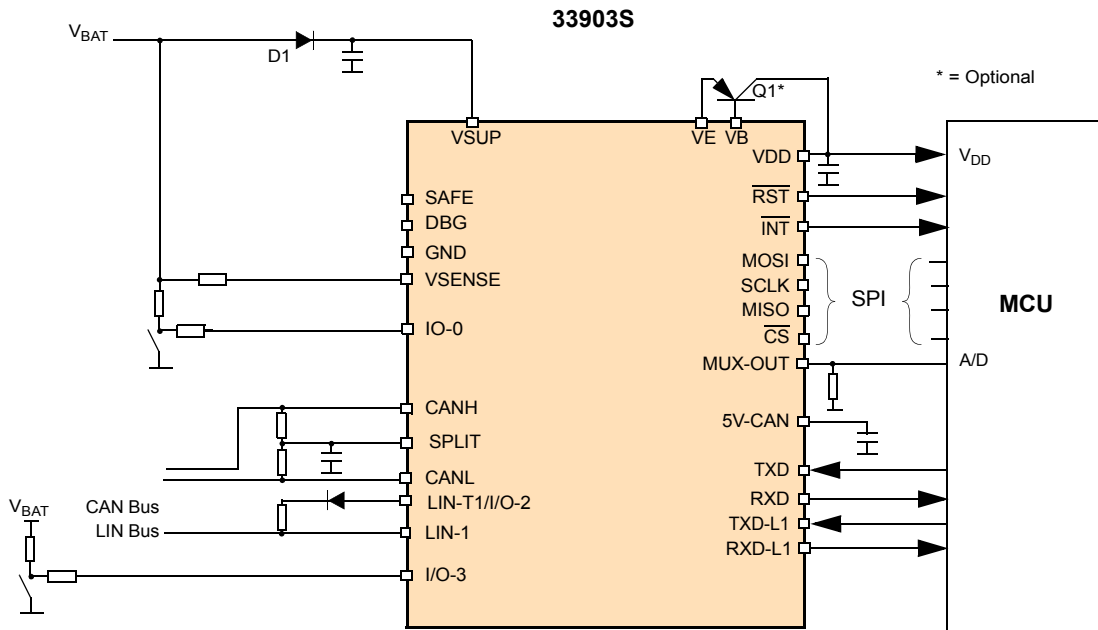 33903S
VBAT
D1
* = Optional
Q1*
VSUP
VE
VB
VDD
VDD
SAFE
RST
DBG
INT
GND
MOSI
VSENSE
SCLK
SPI
MCU
MISO
IO-0
CS
MUX-OUT
A/D
CANH
5V-CAN
SPLIT
CANL
TXD
VBAT
CAN Bus
LIN-T1/I/O-2
RXD
LIN Bus
LIN-1
TXD-L1
RXD-L1
I/O-3